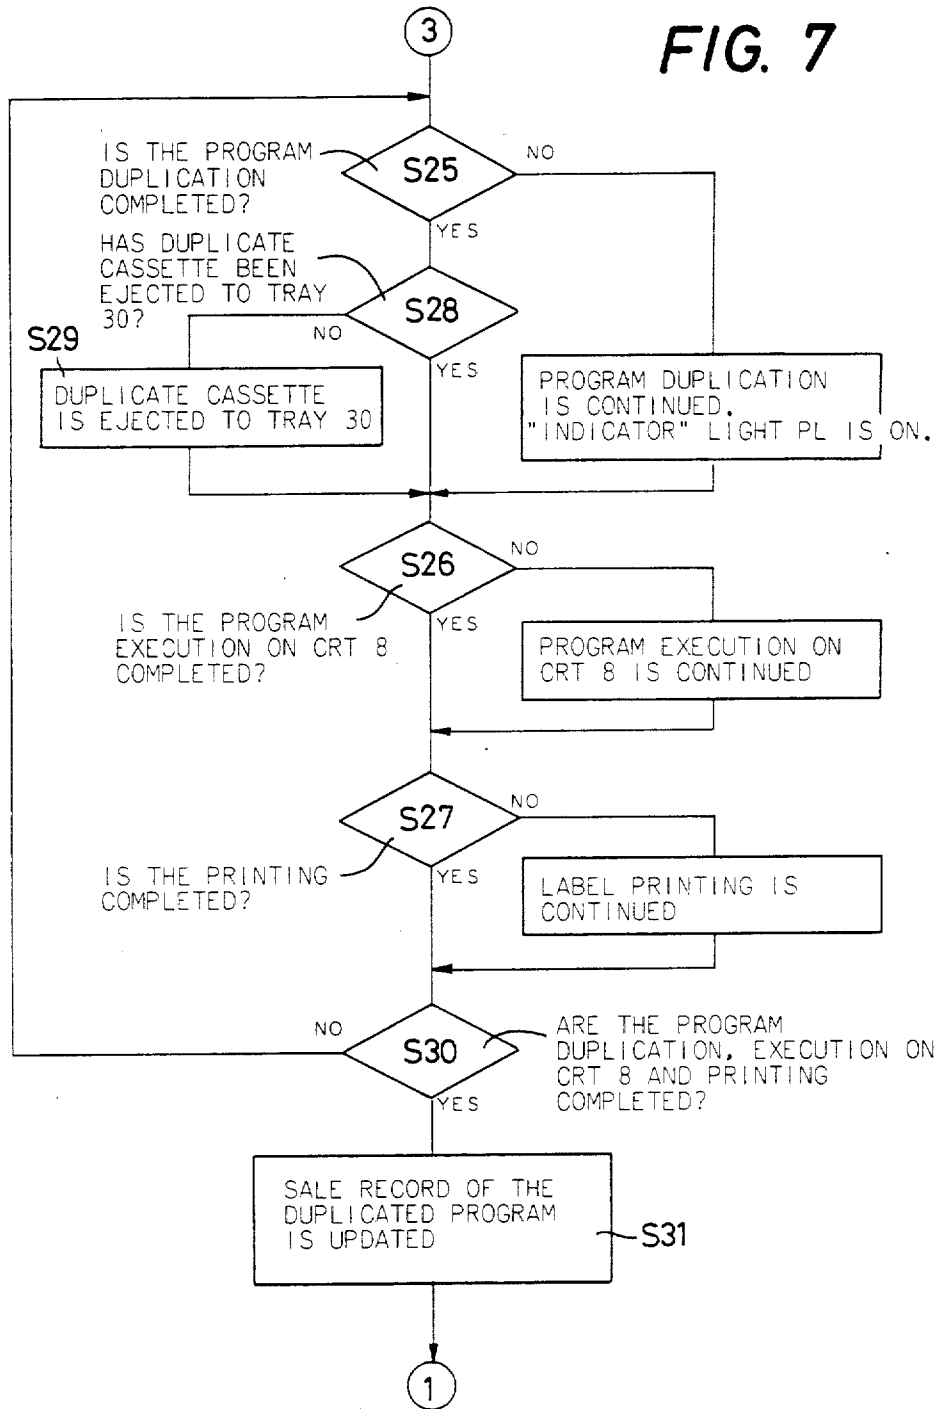 3
FIG. 7
IS THE PROGRAM
DUPLICATION
COMPLETED?
S25
NO
YES
HAS DUPLICATE
CASSETTE BEEN
EJECTED TO TRAY
30?
S28
NO
YES
S29
DUPLICATE CASSETTE
IS EJECTED TO TRAY 30
PROGRAM DUPLICATION
IS CONTINUED.
"INDICATOR" LIGHT PL IS ON.
S26
NO
YES
IS THE PROGRAM
EXECUTION ON CRT 8
COMPLETED?
PROGRAM EXECUTION ON
CRT 8 IS CONTINUED
S27
NO
YES
IS THE PRINTING
COMPLETED?
LABEL PRINTING IS
CONTINUED
NO
S30
YES
ARE THE PROGRAM
DUPLICATION, EXECUTION ON
CRT 8 AND PRINTING
COMPLETED?
SALE RECORD OF THE
DUPLICATED PROGRAM
IS UPDATED
S31
1